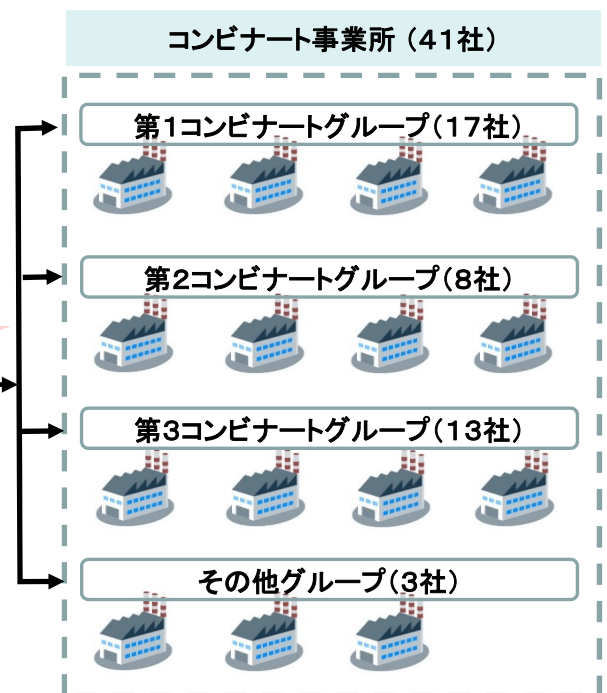 コンビナート事業所（41社）
第1コンビナートグループ（17社）
第2コンビナートグループ（8社）
第3コンビナートグループ（13社）
その他グループ（3社）